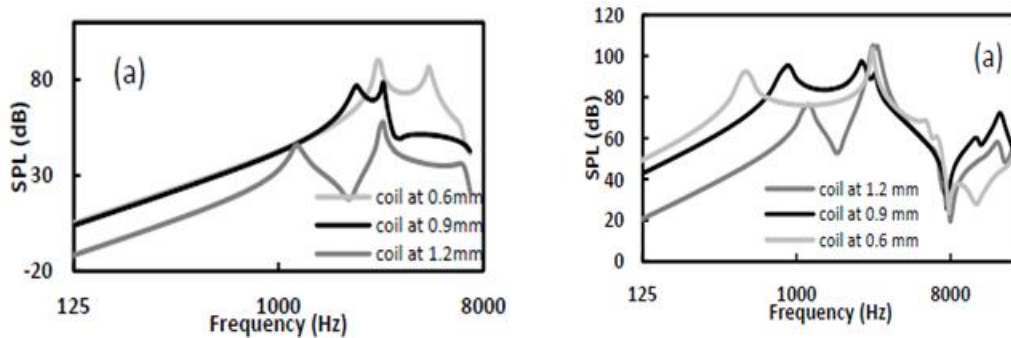 (a)
SPL (dB)
80
30
-20
coil at 0.6mm
coil at 0.9mm
coil at 1.2mm
125
1000
8000
Frequency (Hz)
(a)
SPL (dB)
120
100
80
60
40
20
0
coil at 1.2 mm
coil at 0.9 mm
coil at 0.6 mm
125
1000
8000
Frequency (Hz)